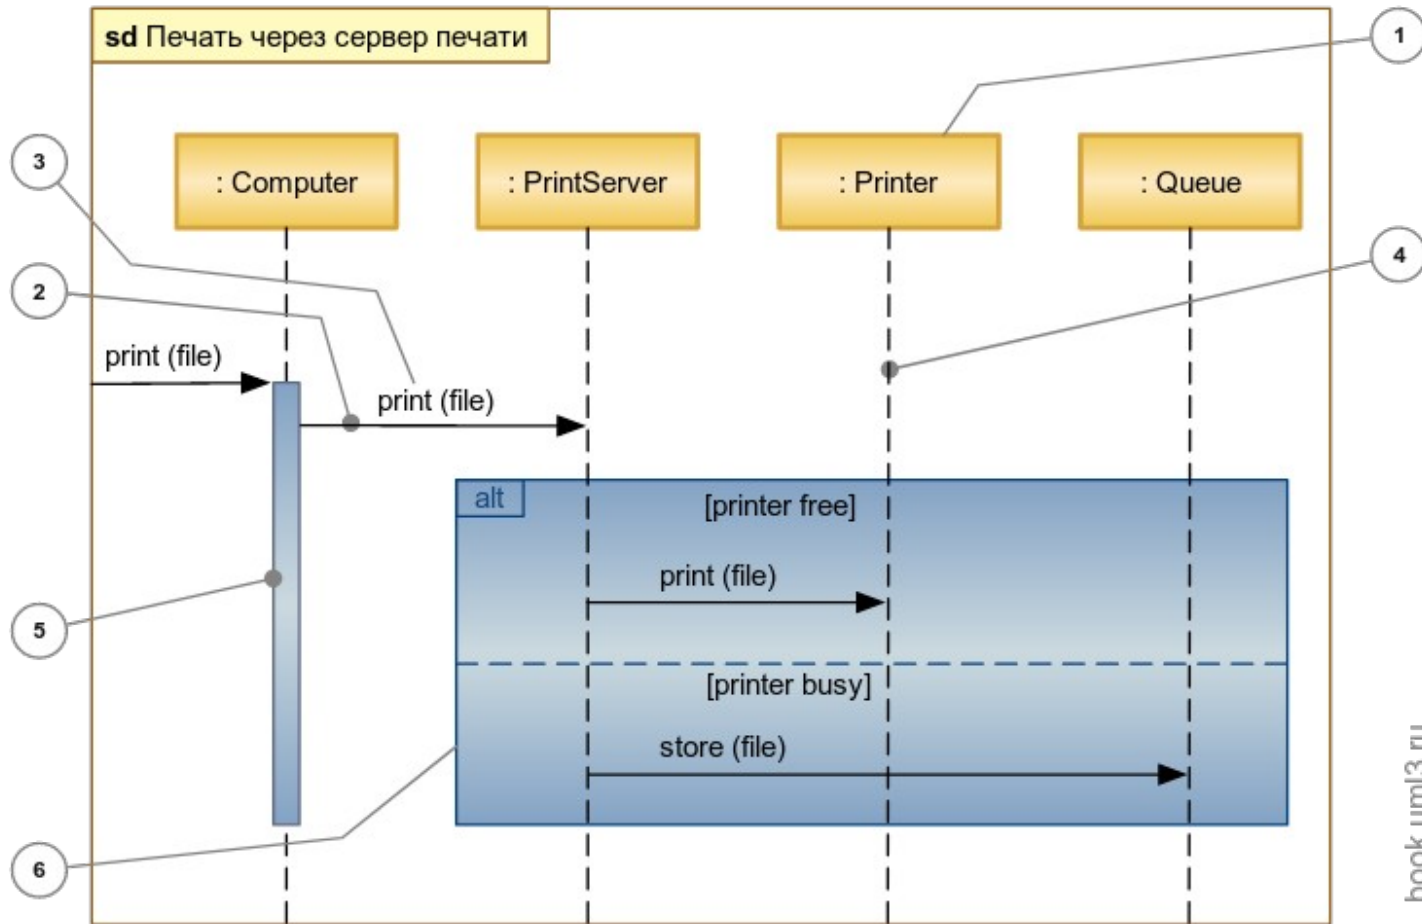 sd Печать через сервер печати
1
3
: Computer
: PrintServer
: Printer
: Queue
4
2
print (file)
print (file)
alt
[printer free]
print (file)
5
[printer busy]
store (file)
6
book.uml3.ru